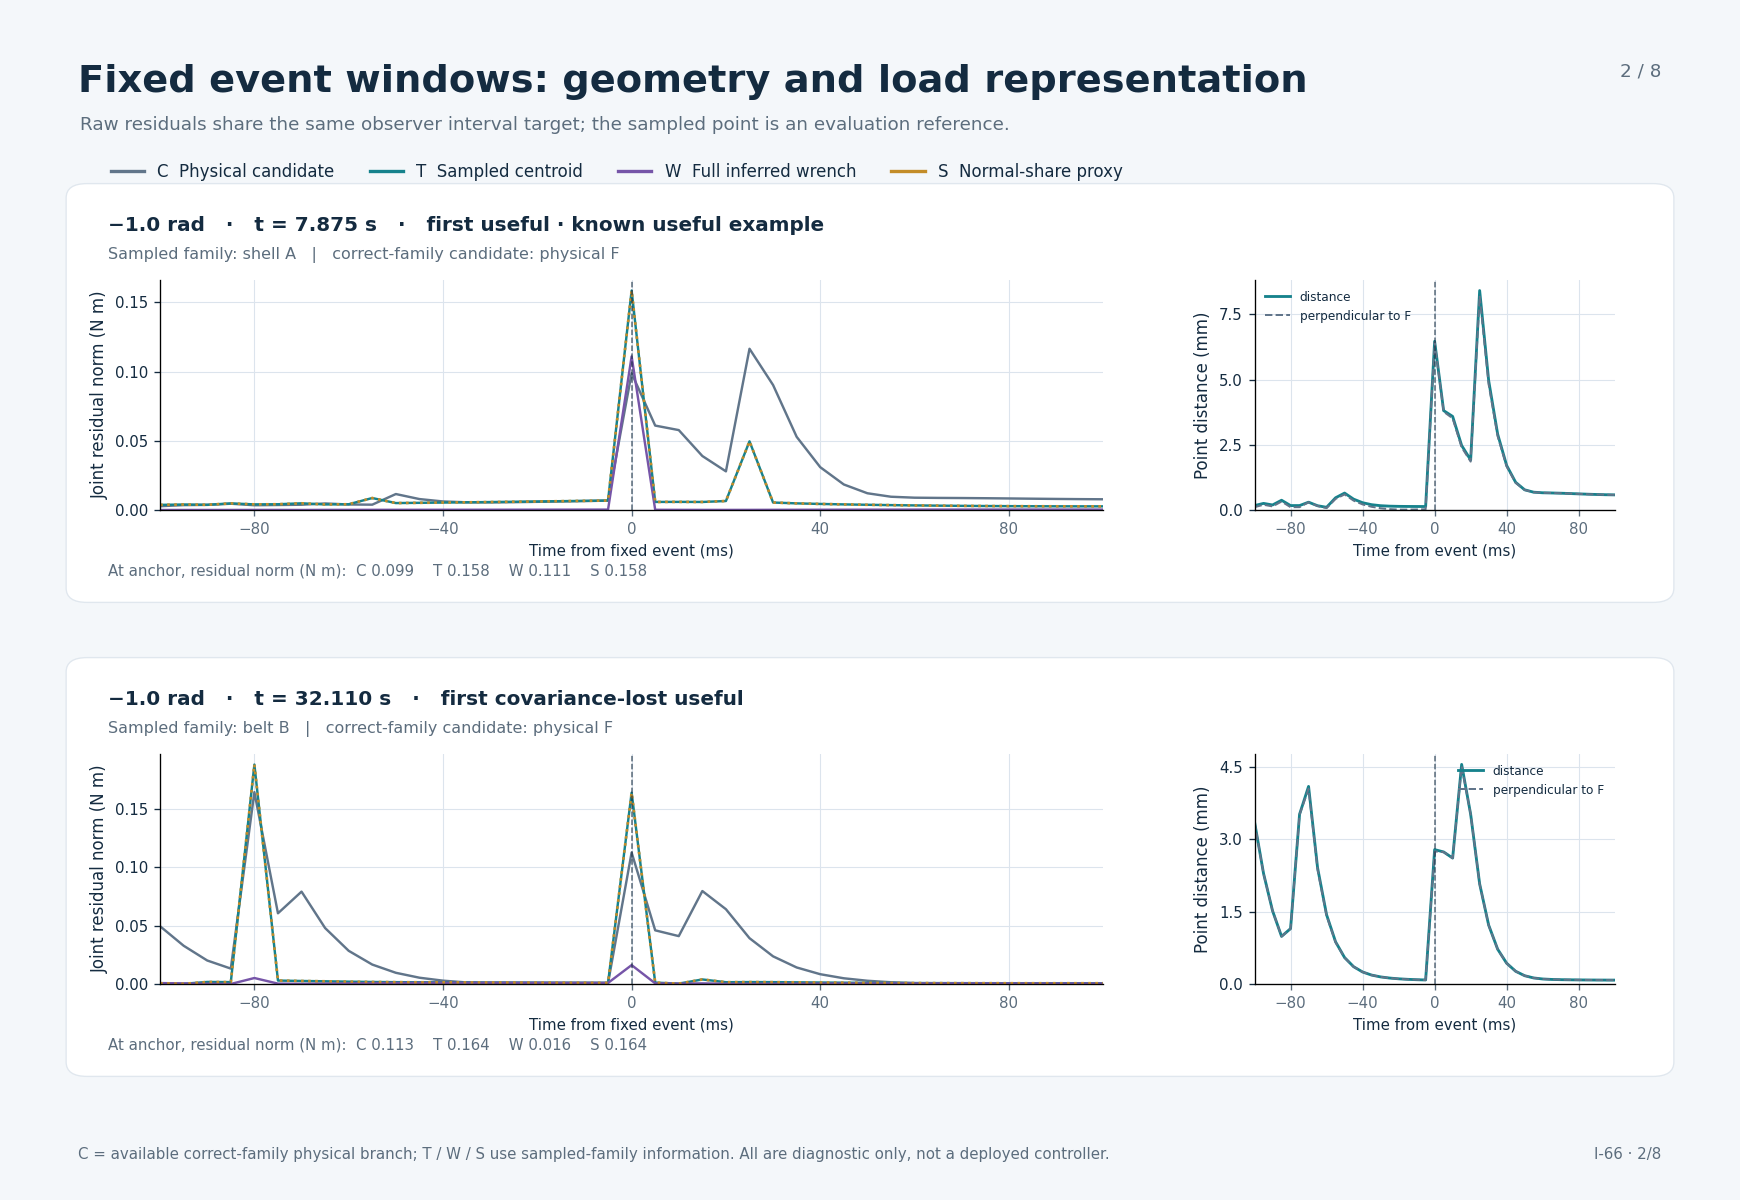 Fixed event windows: geometry and load representation
2 / 8
Raw residuals share the same observer interval target; the sampled point is an evaluation reference.
C Physical candidate
T Sampled centroid
W Full inferred wrench
S Normal-share proxy
−1.0 rad · t = 7.875 s · first useful · known useful example
Sampled family: shell A | correct-family candidate: physical F
Joint residual norm (N m)
0.15
0.10
0.05
0.00
−80
−40
0
40
80
Time from fixed event (ms)
Point distance (mm)
7.5
5.0
2.5
0.0
distance
perpendicular to F
−80
−40
0
40
80
Time from event (ms)
At anchor, residual norm (N m): C 0.099 T 0.158 W 0.111 S 0.158
−1.0 rad · t = 32.110 s · first covariance-lost useful
Sampled family: belt B | correct-family candidate: physical F
Joint residual norm (N m)
0.15
0.10
0.05
0.00
−80
−40
0
40
80
Time from fixed event (ms)
Point distance (mm)
4.5
3.0
1.5
0.0
distance
perpendicular to F
−80
−40
0
40
80
Time from event (ms)
At anchor, residual norm (N m): C 0.113 T 0.164 W 0.016 S 0.164
C = available correct-family physical branch; T / W / S use sampled-family information. All are diagnostic only, not a deployed controller.
I-66 · 2/8